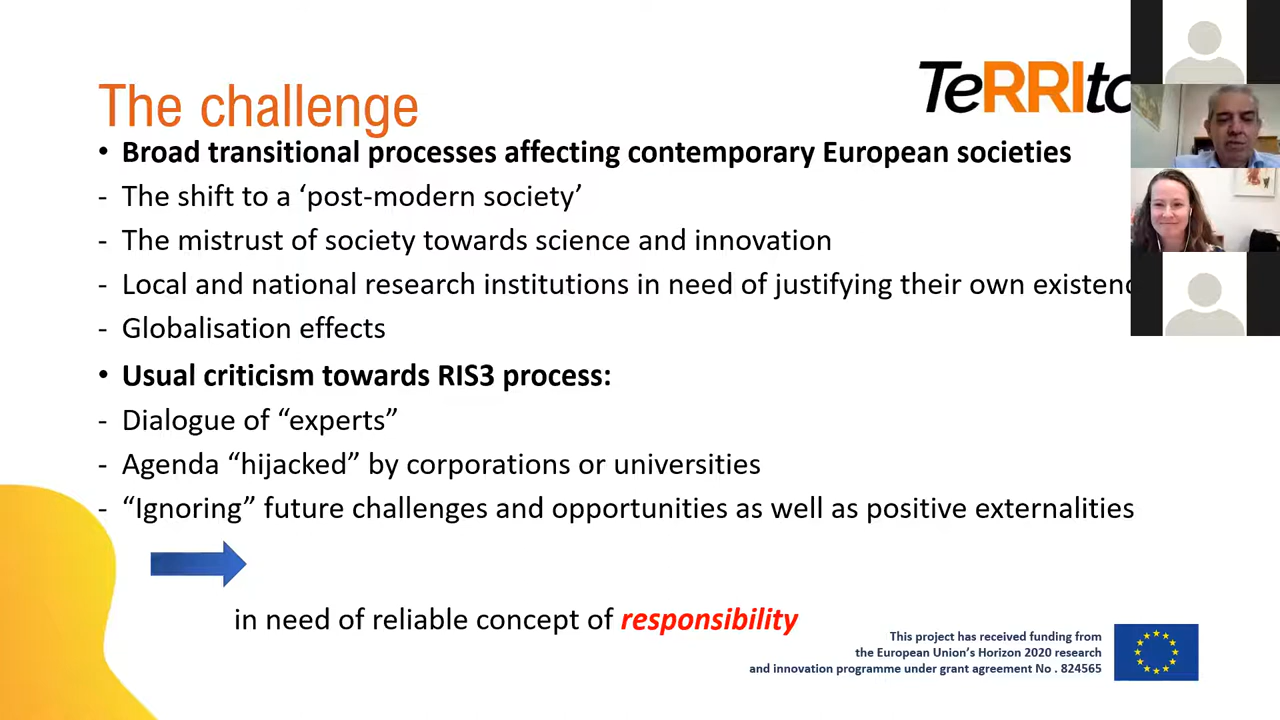 The challenge
TeRRIto
• Broad transitional processes affecting contemporary European societies
- The shift to a ‘post-modern society’
- The mistrust of society towards science and innovation
- Local and national research institutions in need of justifying their own existenc
- Globalisation effects
• Usual criticism towards RIS3 process:
- Dialogue of “experts”
- Agenda “hijacked” by corporations or universities
- “Ignoring” future challenges and opportunities as well as positive externalities
in need of reliable concept of responsibility
This project has received funding from
the European Union’s Horizon 2020 research
and innovation programme under grant agreement No . 824565